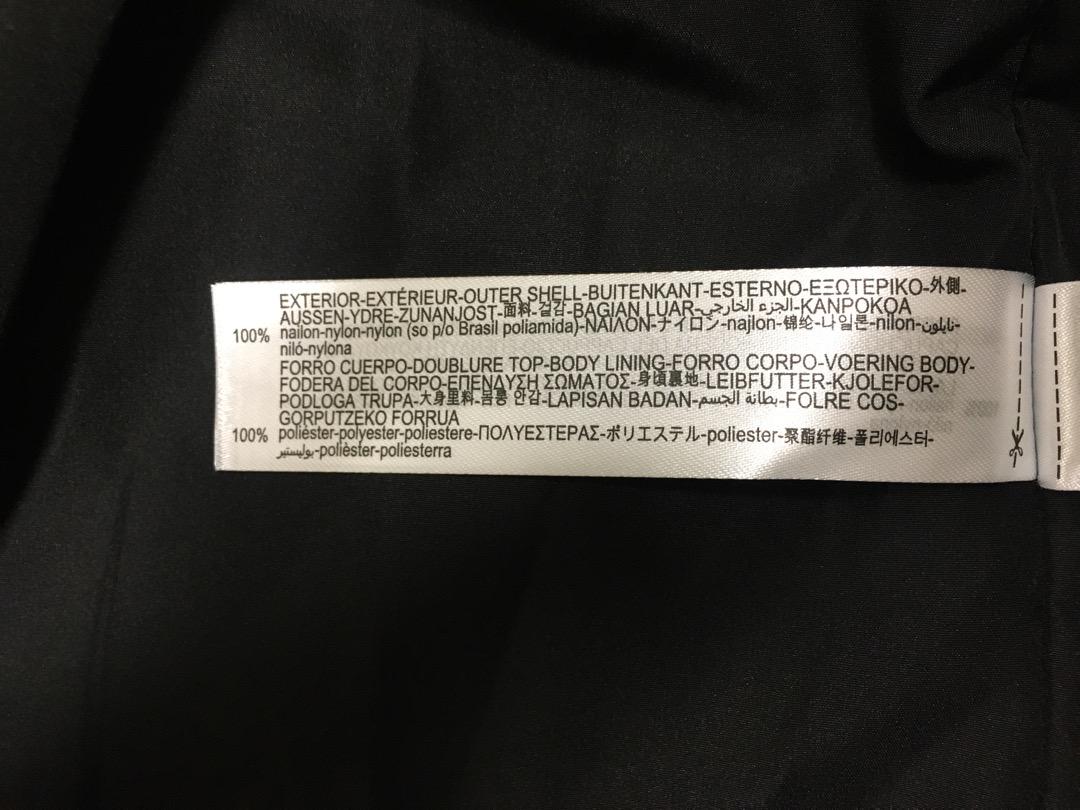 EXTERIOR-EXTÉRIEUR-OUTER SHELL-BUITENKANT-ESTERNO-ΕΞΩΤΕΡΙΚΟ-外側-
AUSSEN-YDRE-ZUNANJOST-面料-겉감-BAGIAN LUAR-الجزء الخارجي-KANPOKOA
100% nailon-nylon-nylon (so p/o Brasil poliamida)-ΝΑΙΛΟΝ-ナイロン-najlon-锦纶-나일론-nilon-نايلون-
niló-nylona
FORRO CUERPO-DOUBLURE TOP-BODY LINING-FORRO CORPO-VOERING BODY-
FODERA DEL CORPO-ΕΠΕΝΔΥΣΗ ΣΩΜΑΤΟΣ-身頃裏地-LEIBFUTTER-KJOLEFOR-
PODLOGA TRUPA-大身里料-몸통 안감-LAPISAN BADAN-بطانة الجسم-FOLRE COS-
GORPUTZEKO FORRUA
100% poliéster-polyester-poliestere-ΠΟΛΥΕΣΤΕΡΑΣ-ポリエステル-poliester-聚酯纤维-폴리에스터-
بوليستير-polièster-poliesterra